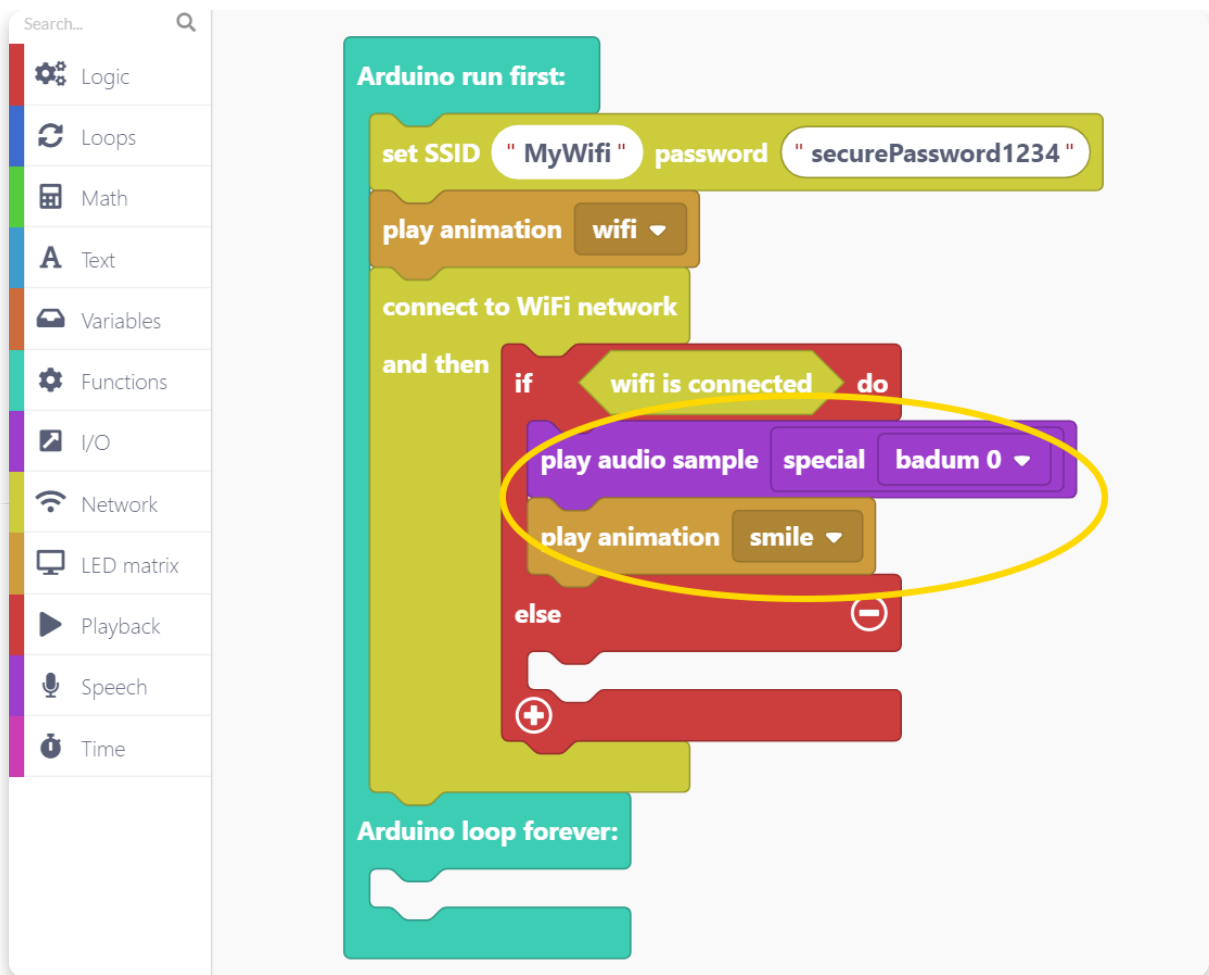 Search...
Logic
Loops
Math
Text
Variables
Functions
I/O
Network
LED matrix
Playback
Speech
Time
Arduino run first:
set SSID " MyWifi " password " securePassword1234 "
play animation wifi
connect to WiFi network
and then
if wifi is connected do
play audio sample special badum 0
play animation smile
else
Arduino loop forever: